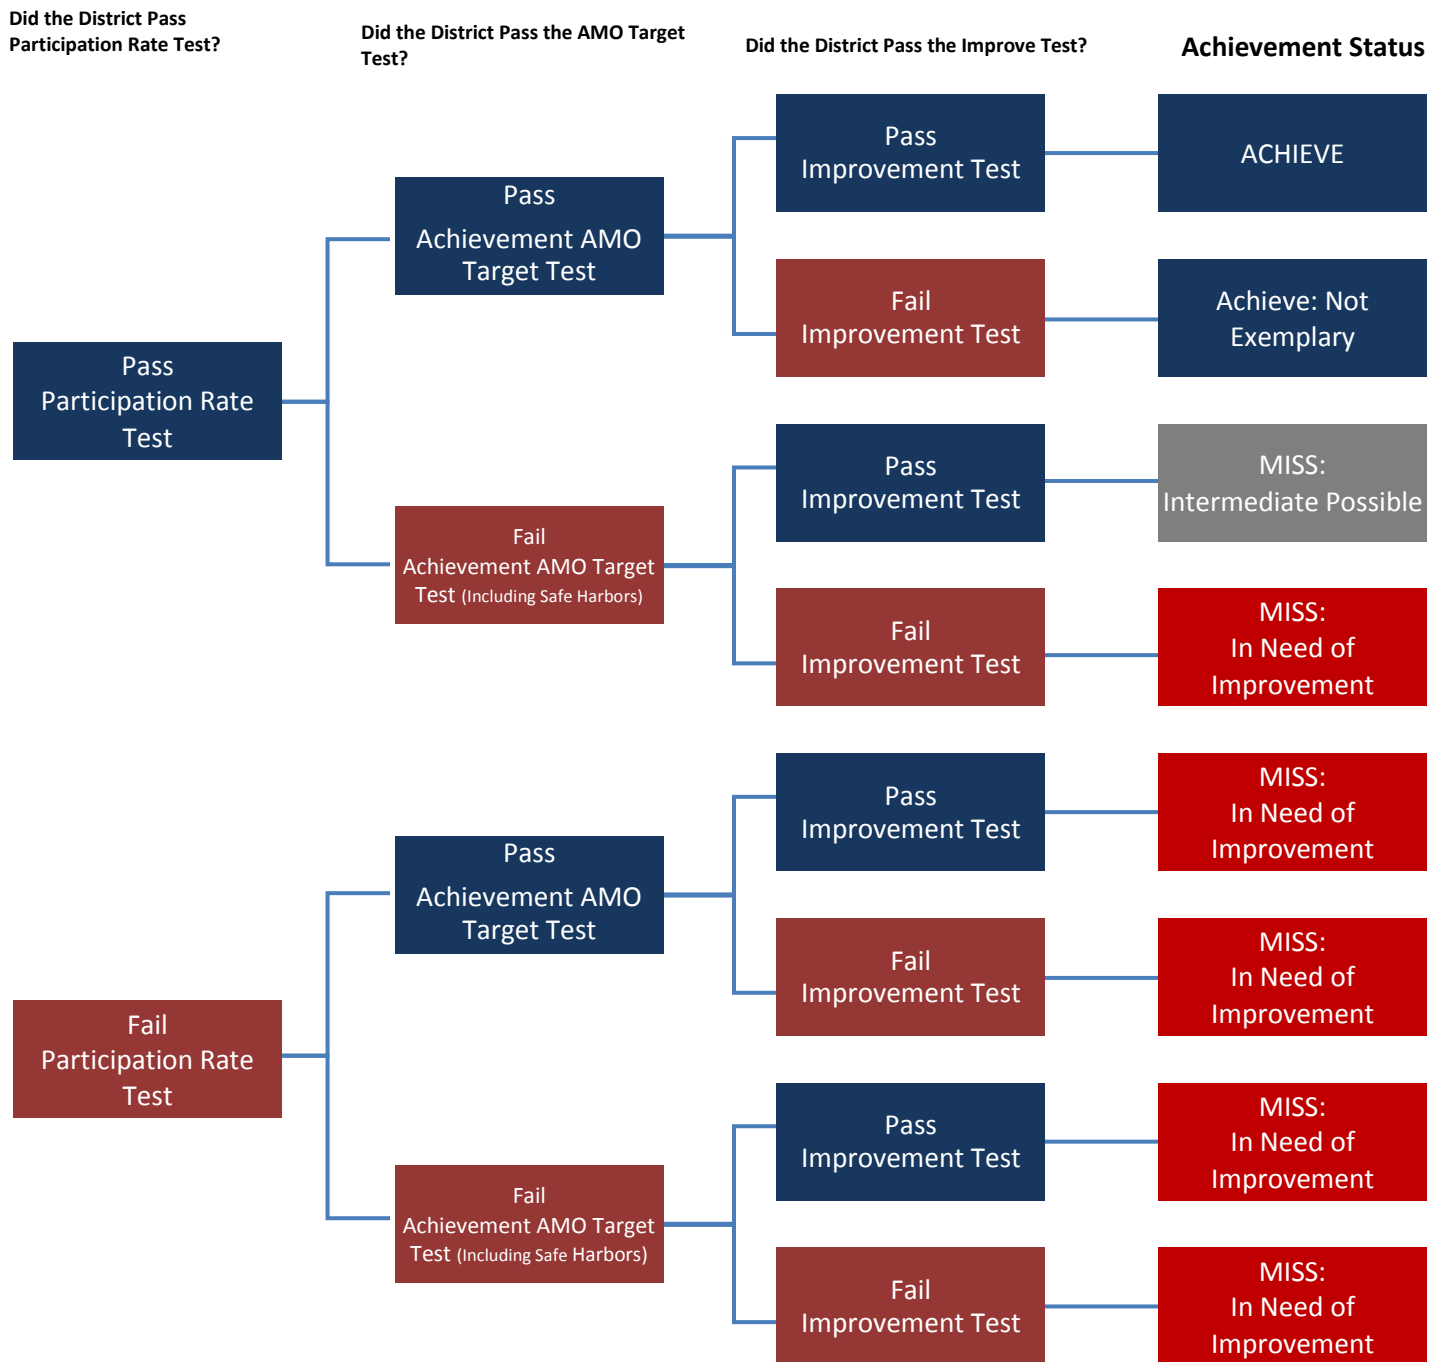 Did the District Pass
Participation Rate Test?
Did the District Pass the AMO Target
Test?
Did the District Pass the Improve Test?
Achievement Status
Pass
Participation Rate
Test
Pass
Achievement AMO
Target Test
Pass
Improvement Test
ACHIEVE
Fail
Improvement Test
Achieve: Not
Exemplary
Fail
Achievement AMO Target
Test (Including Safe Harbors)
Pass
Improvement Test
MISS:
Intermediate Possible
Fail
Improvement Test
MISS:
In Need of
Improvement
Fail
Participation Rate
Test
Pass
Achievement AMO
Target Test
Pass
Improvement Test
MISS:
In Need of
Improvement
Fail
Improvement Test
MISS:
In Need of
Improvement
Fail
Achievement AMO Target
Test (Including Safe Harbors)
Pass
Improvement Test
MISS:
In Need of
Improvement
Fail
Improvement Test
MISS:
In Need of
Improvement